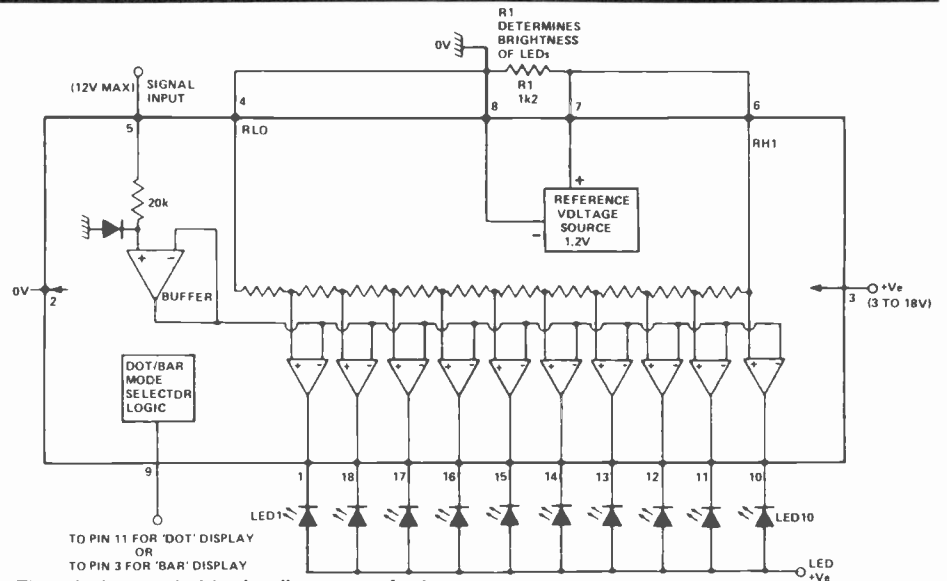 R1
DETERMINES
BRIGHTNESS
OF LEDs
0V
R1
1k2
(12V MAX)
SIGNAL
INPUT
4
8
7
6
5
RLO
RH1
20k
+
REFERENCE
VOLTAGE
SOURCE
1.2V
−
+ −
BUFFER
0V
2
3
+Ve
(3 TO 18V)
DOT/BAR
MODE
SELECTOR
LOGIC
+ − + − + − + − + − + − + − + − + − + −
9
1 18 17 16 15 14 13 12 11 10
LED1
LED10
TO PIN 11 FOR 'DOT' DISPLAY
OR
TO PIN 3 FOR 'BAR' DISPLAY
LED
+Ve